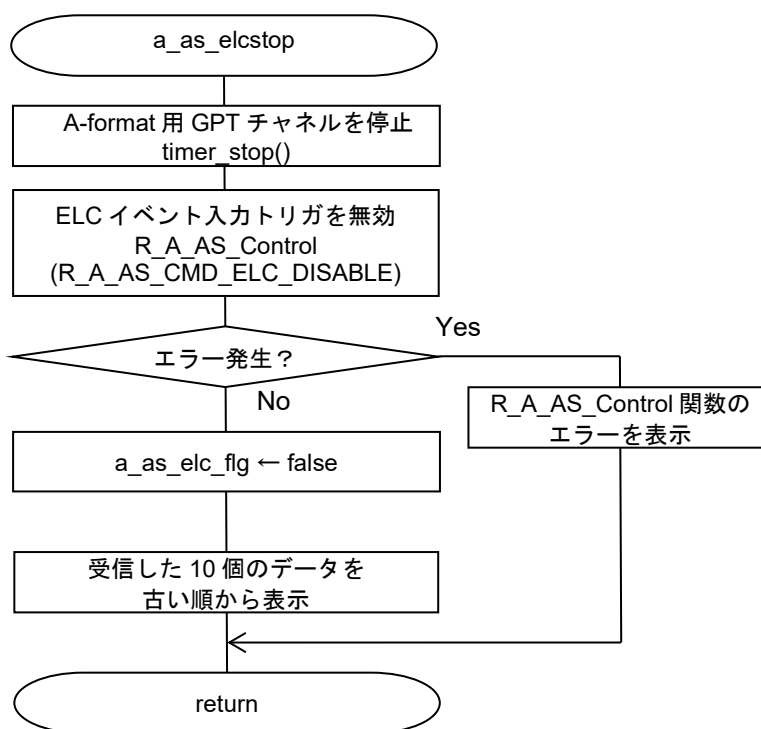 a_as_elcstop
A-format 用 GPT チャネルを停止
timer_stop()
ELC イベント入力トリガを無効
R_A_AS_Control
(R_A_AS_CMD_ELC_DISABLE)
エラー発生？
Yes
No
R_A_AS_Control 関数の
エラーを表示
a_as_elc_flg ← false
受信した 10 個のデータを
古い順から表示
return